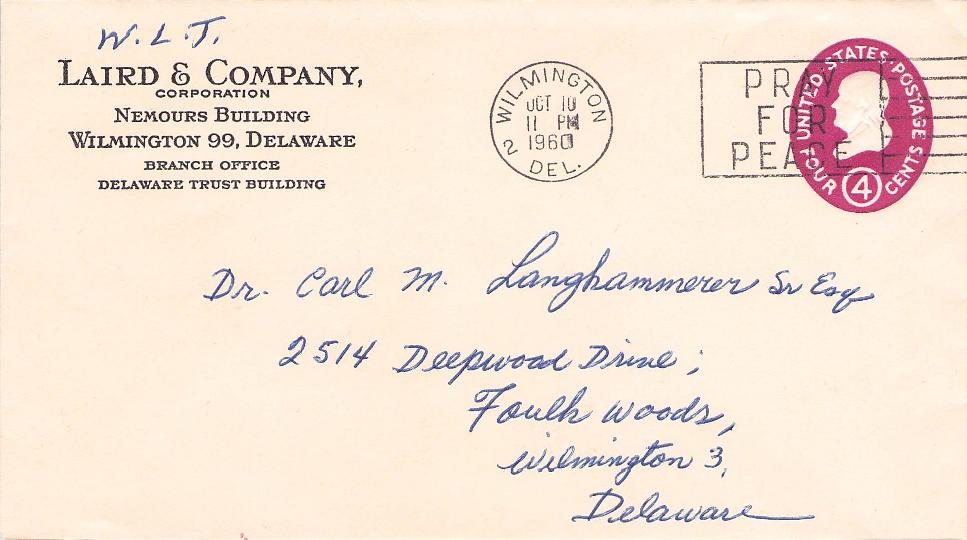 W. L. J.
LAIRD & COMPANY,
CORPORATION
NEMOURS BUILDING
WILMINGTON 99, DELAWARE
BRANCH OFFICE
DELAWARE TRUST BUILDING
WILMINGTON
OCT 10
11 PM
1960
2 DEL.
PRAY
FOR
PEACE
UNITED STATES POSTAGE
FOUR 4 CENTS
Dr. Carl M. Langhammerer Sr Esq
2514 Deepwood Drive;
Foulk Woods,
Wilmington 3,
Delaware